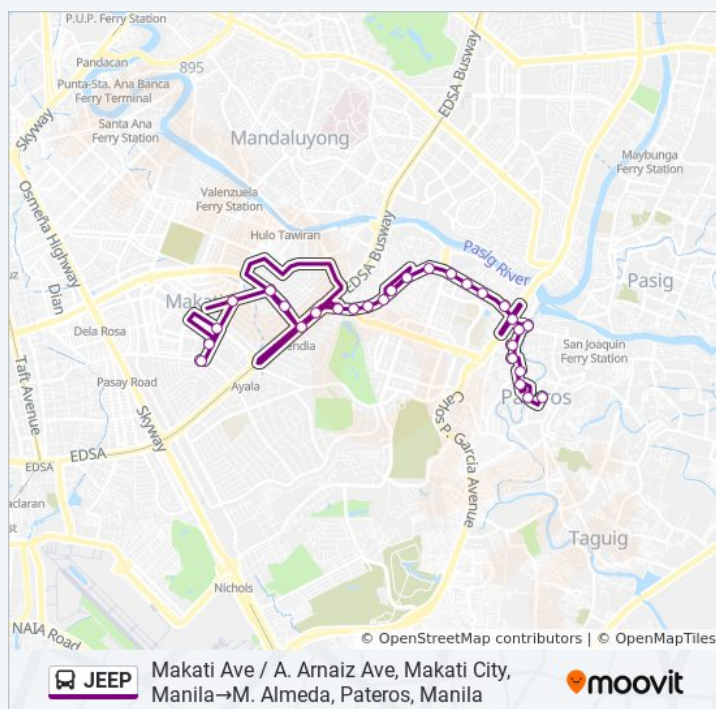 P.U.P. Ferry Station
Pandacan
895
Punta-Sta. Ana Banca
Ferry Terminal
EDSA Busway
Skyway
Santa Ana
Ferry Station
Mandaluyong
Maybunga
Ferry Station
Osmeña Highway
Valenzuela
Ferry Station
Hulo Tawiran
EDSA Busway
Pasig River
Pasig
Dian
Makati
Dela Rosa
San Joaquin
Ferry Station
Taft Avenue
Pasay Road
Ayala
Pateros
Skyway
Carlos P. Garcia Avenue
EDSA
EDSA
Taguig
Nichols
NAIA Road
© OpenStreetMap contributors | © OpenMapTiles
JEEP
Makati Ave / A. Arnaiz Ave, Makati City,
Manila→M. Almeda, Pateros, Manila
moovit